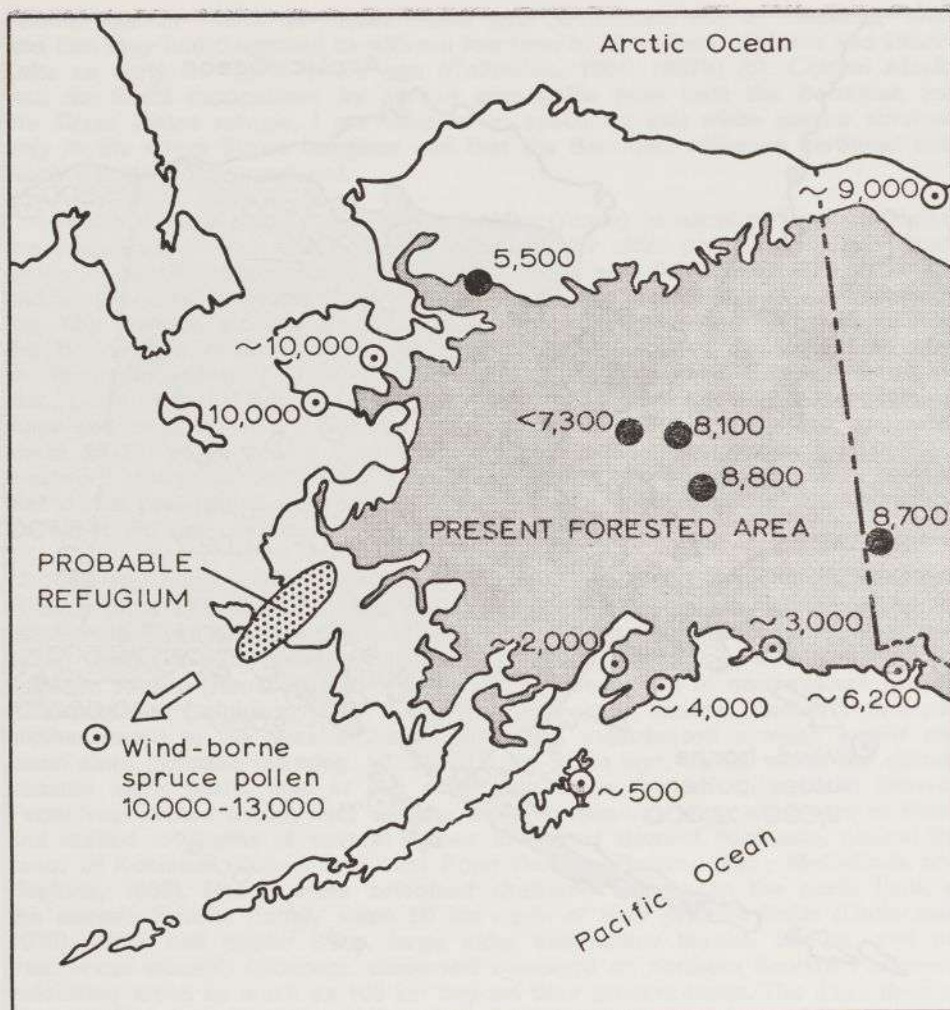 Arctic Ocean
~ 9,000
5,500
~ 10,000
10,000
<7,300
8,100
8,800
PRESENT FORESTED AREA
8,700
PROBABLE
REFUGIUM
~2,000
~ 3,000
~ 4,000
~ 6,200
Wind-borne
spruce pollen
10,000 -13,000
~ 500
Pacific Ocean